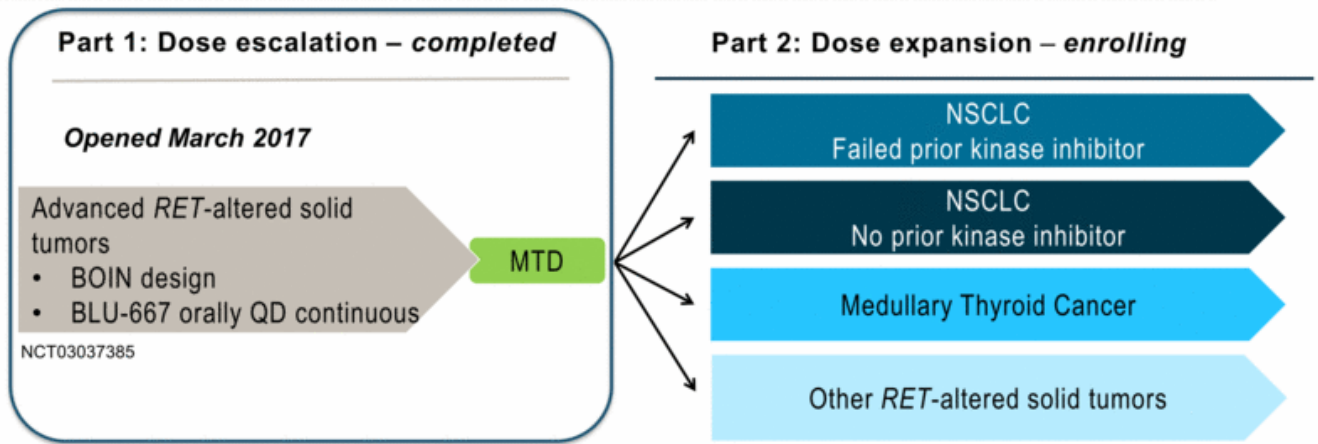 Part 1: Dose escalation – completed
Opened March 2017
Advanced RET-altered solid
tumors
• BOIN design
• BLU-667 orally QD continuous
NCT03037385
MTD
Part 2: Dose expansion – enrolling
NSCLC
Failed prior kinase inhibitor
NSCLC
No prior kinase inhibitor
Medullary Thyroid Cancer
Other RET-altered solid tumors